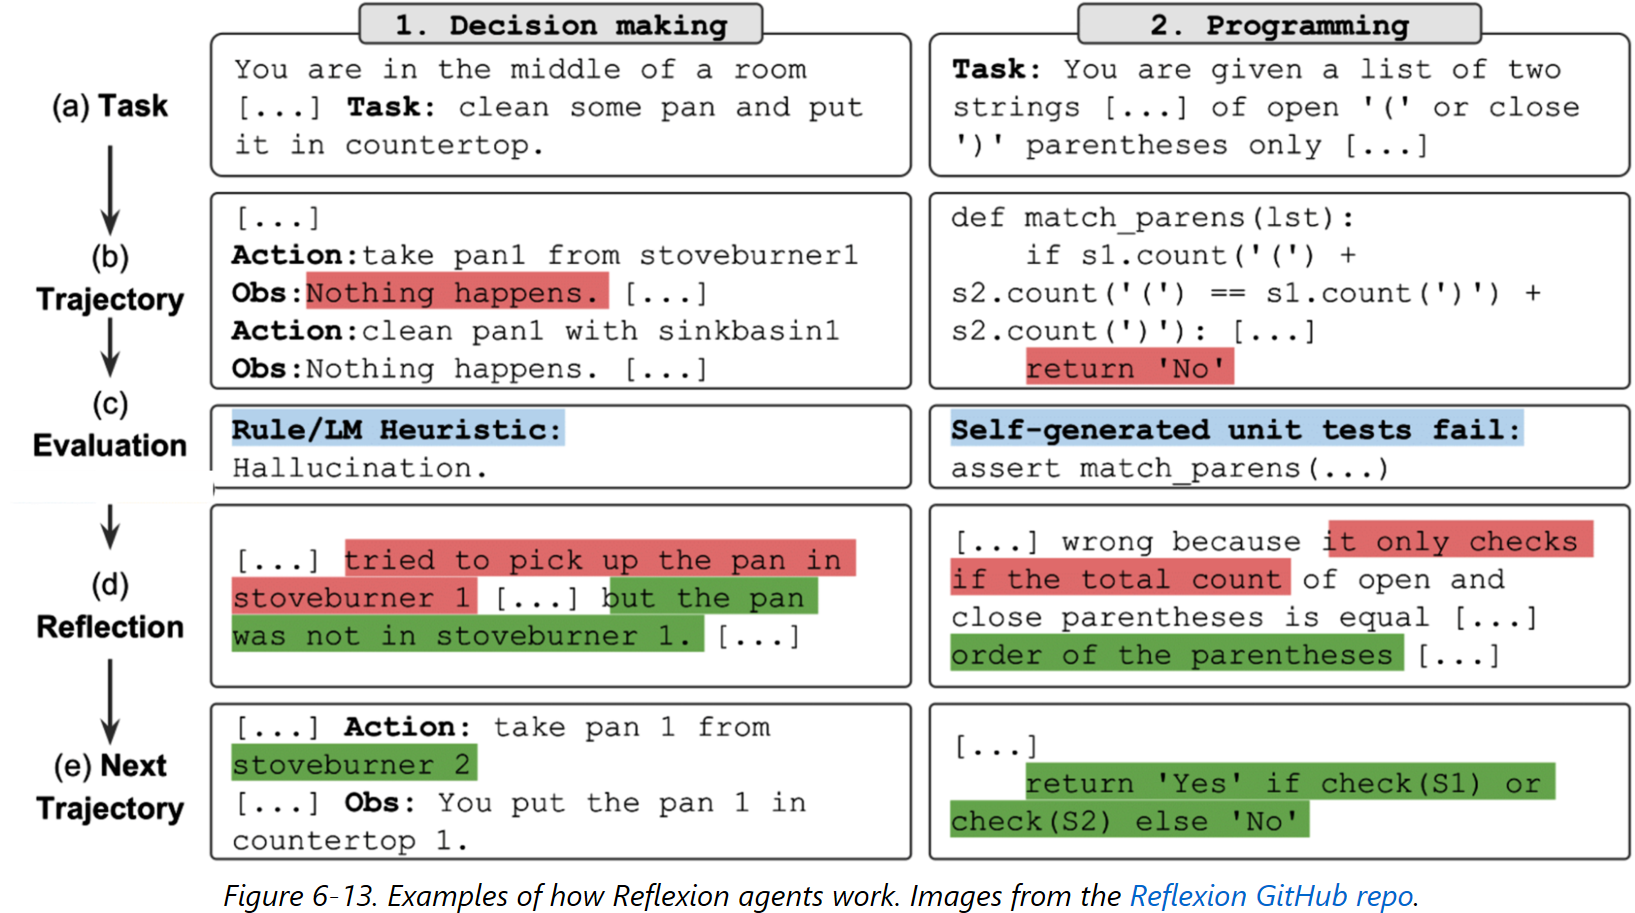 1. Decision making
2. Programming
(a) Task
You are in the middle of a room
[...] Task: clean some pan and put
it in countertop.
Task: You are given a list of two
strings [...] of open '(' or close
')' parentheses only [...]
(b)
Trajectory
[...]
Action:take pan1 from stoveburner1
Obs:Nothing happens. [...]
Action:clean pan1 with sinkbasin1
Obs:Nothing happens. [...]
def match_parens(lst):
if s1.count('(') +
s2.count('(') == s1.count(')') +
s2.count(')'): [...]
return 'No'
(c)
Evaluation
Rule/LM Heuristic:
Hallucination.
Self-generated unit tests fail:
assert match_parens(...)
(d)
Reflection
[...] tried to pick up the pan in
stoveburner 1 [...] but the pan
was not in stoveburner 1. [...]
[...] wrong because it only checks
if the total count of open and
close parentheses is equal [...]
order of the parentheses [...]
(e) Next
Trajectory
[...] Action: take pan 1 from
stoveburner 2
[...] Obs: You put the pan 1 in
countertop 1.
[...]
return 'Yes' if check(S1) or
check(S2) else 'No'
Figure 6-13. Examples of how Reflexion agents work. Images from the Reflexion GitHub repo.